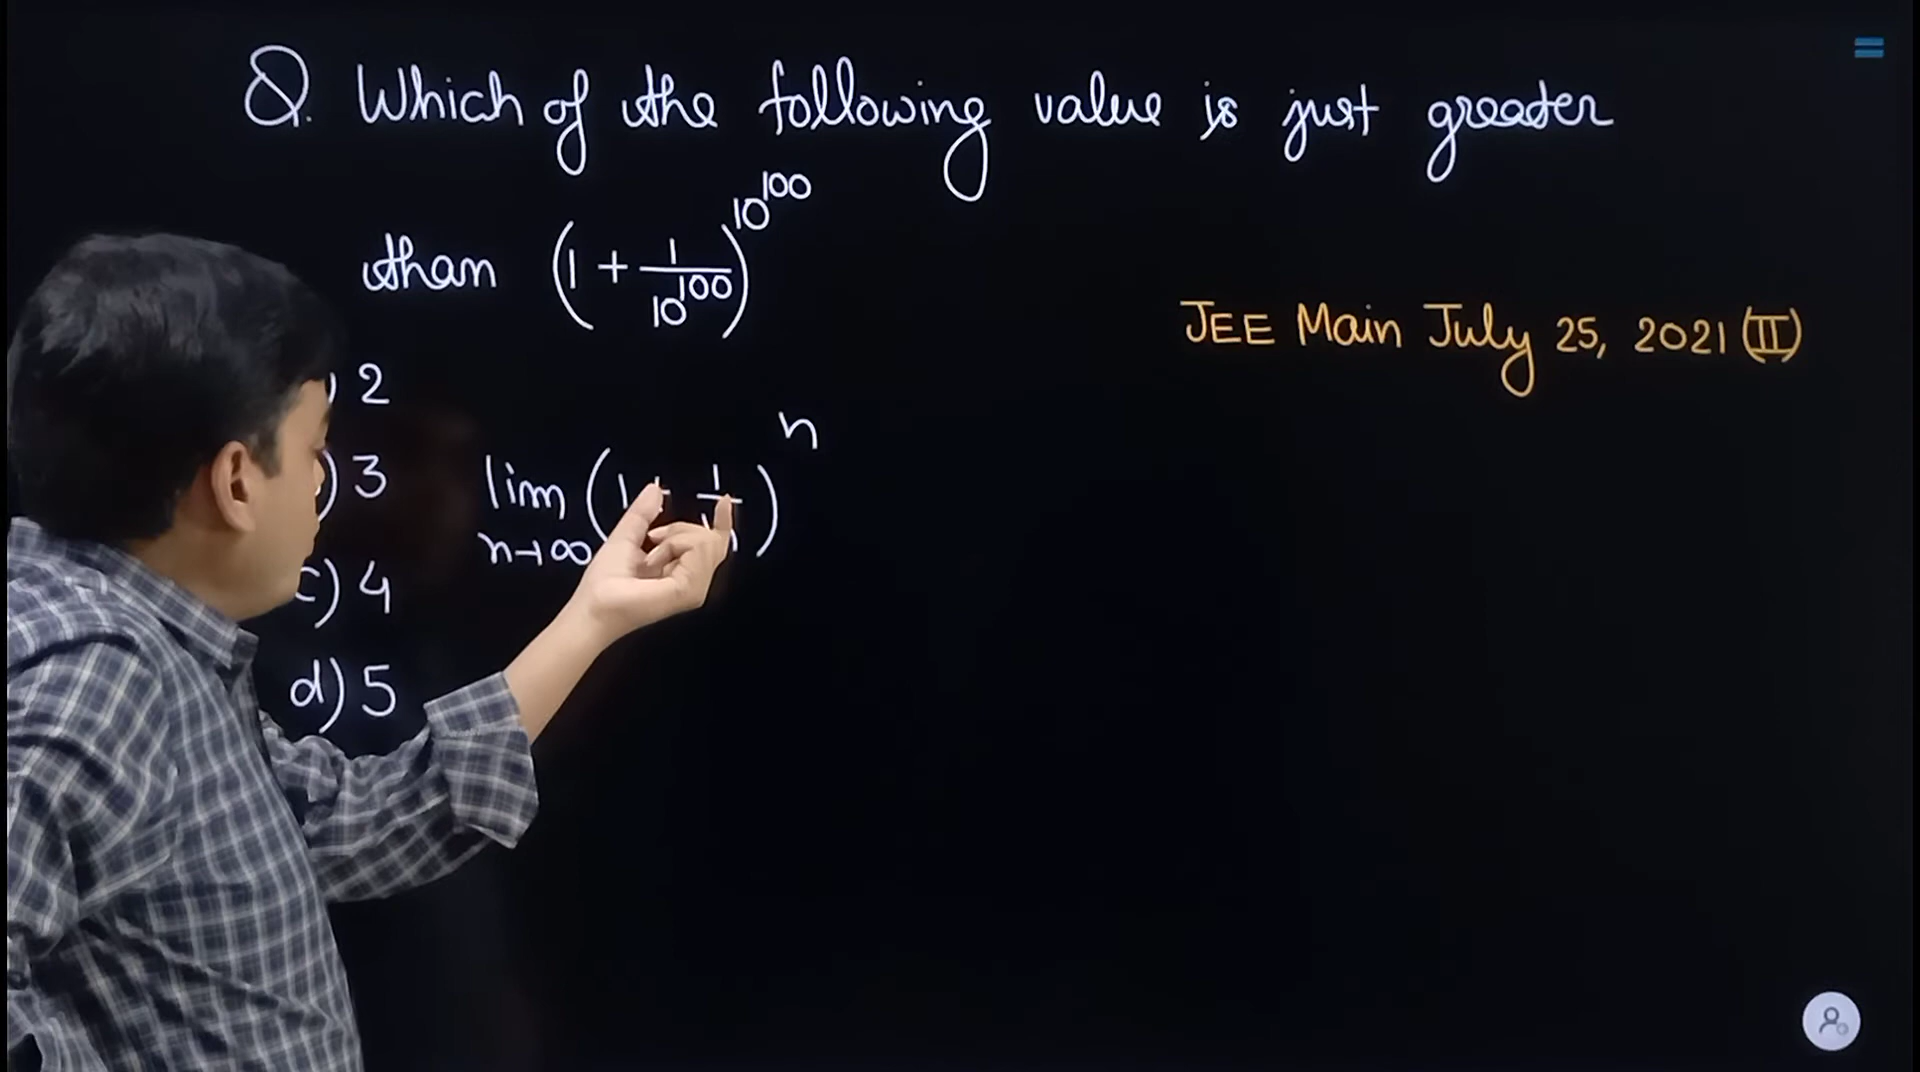 Q. Which of the following value is just greater
than (1 + 1/10^100)^10^100
JEE Main July 25, 2021 (II)
) 2
) 3
lim n→∞ (1 + 1/n)^n
c) 4
d) 5